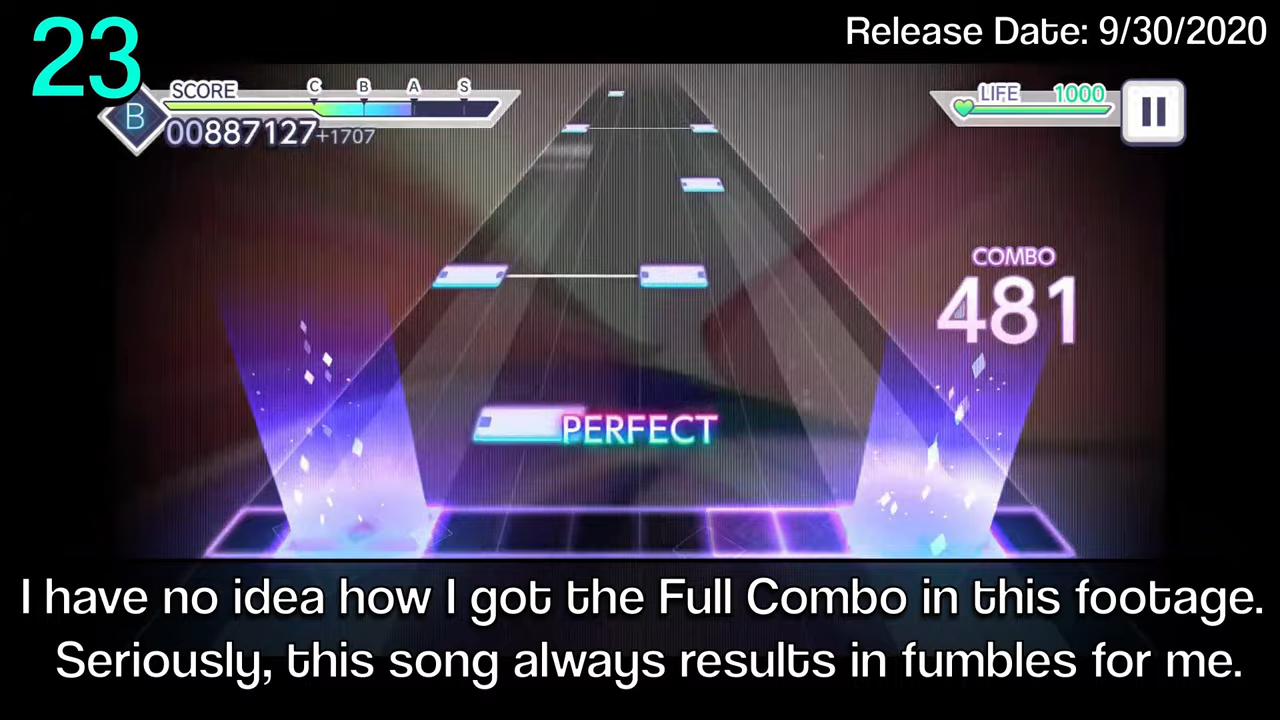 23
Release Date: 9/30/2020
SCORE
C B A S
B
00887127+1707
LIFE 1000
COMBO
481
PERFECT
I have no idea how I got the Full Combo in this footage.
Seriously, this song always results in fumbles for me.